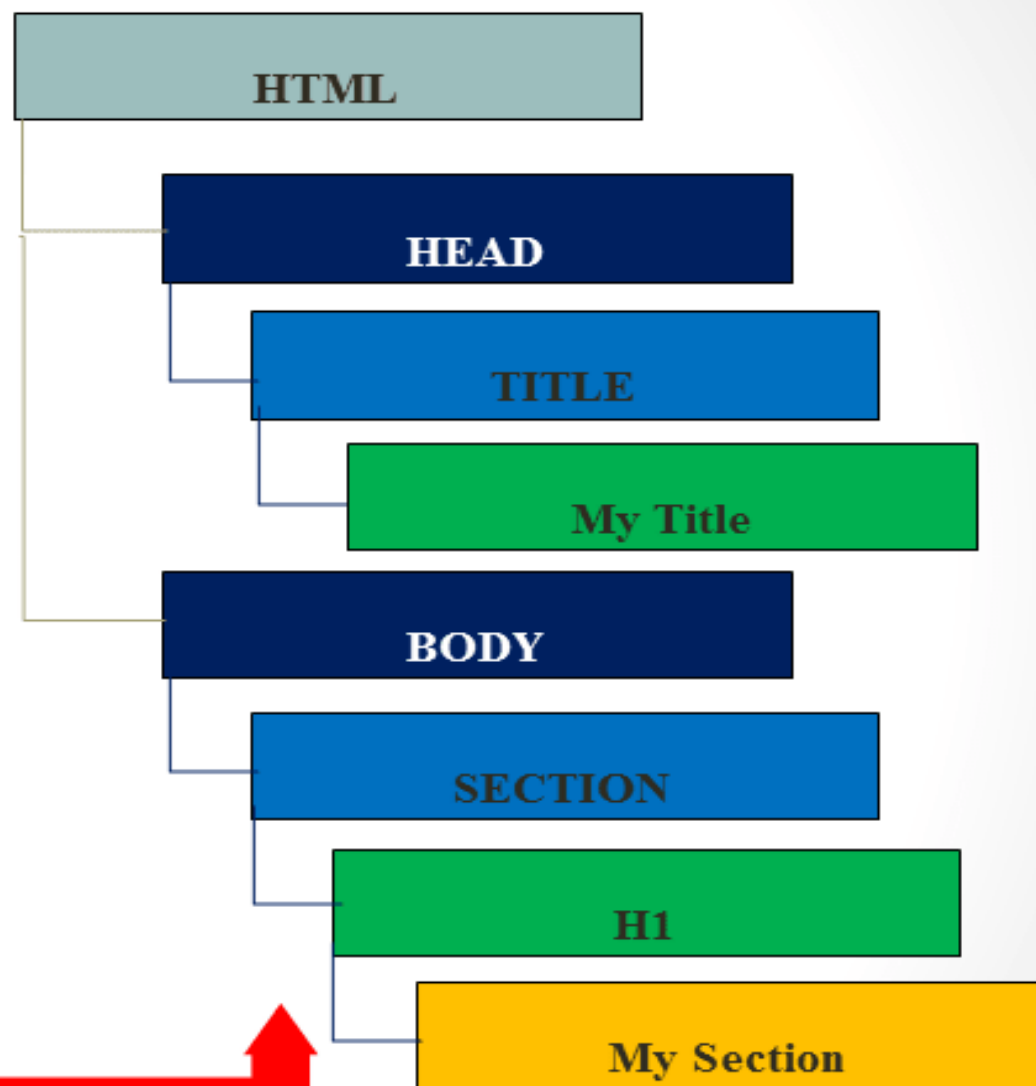 HTML
HEAD
TITLE
My Title
BODY
SECTION
H1
My Section